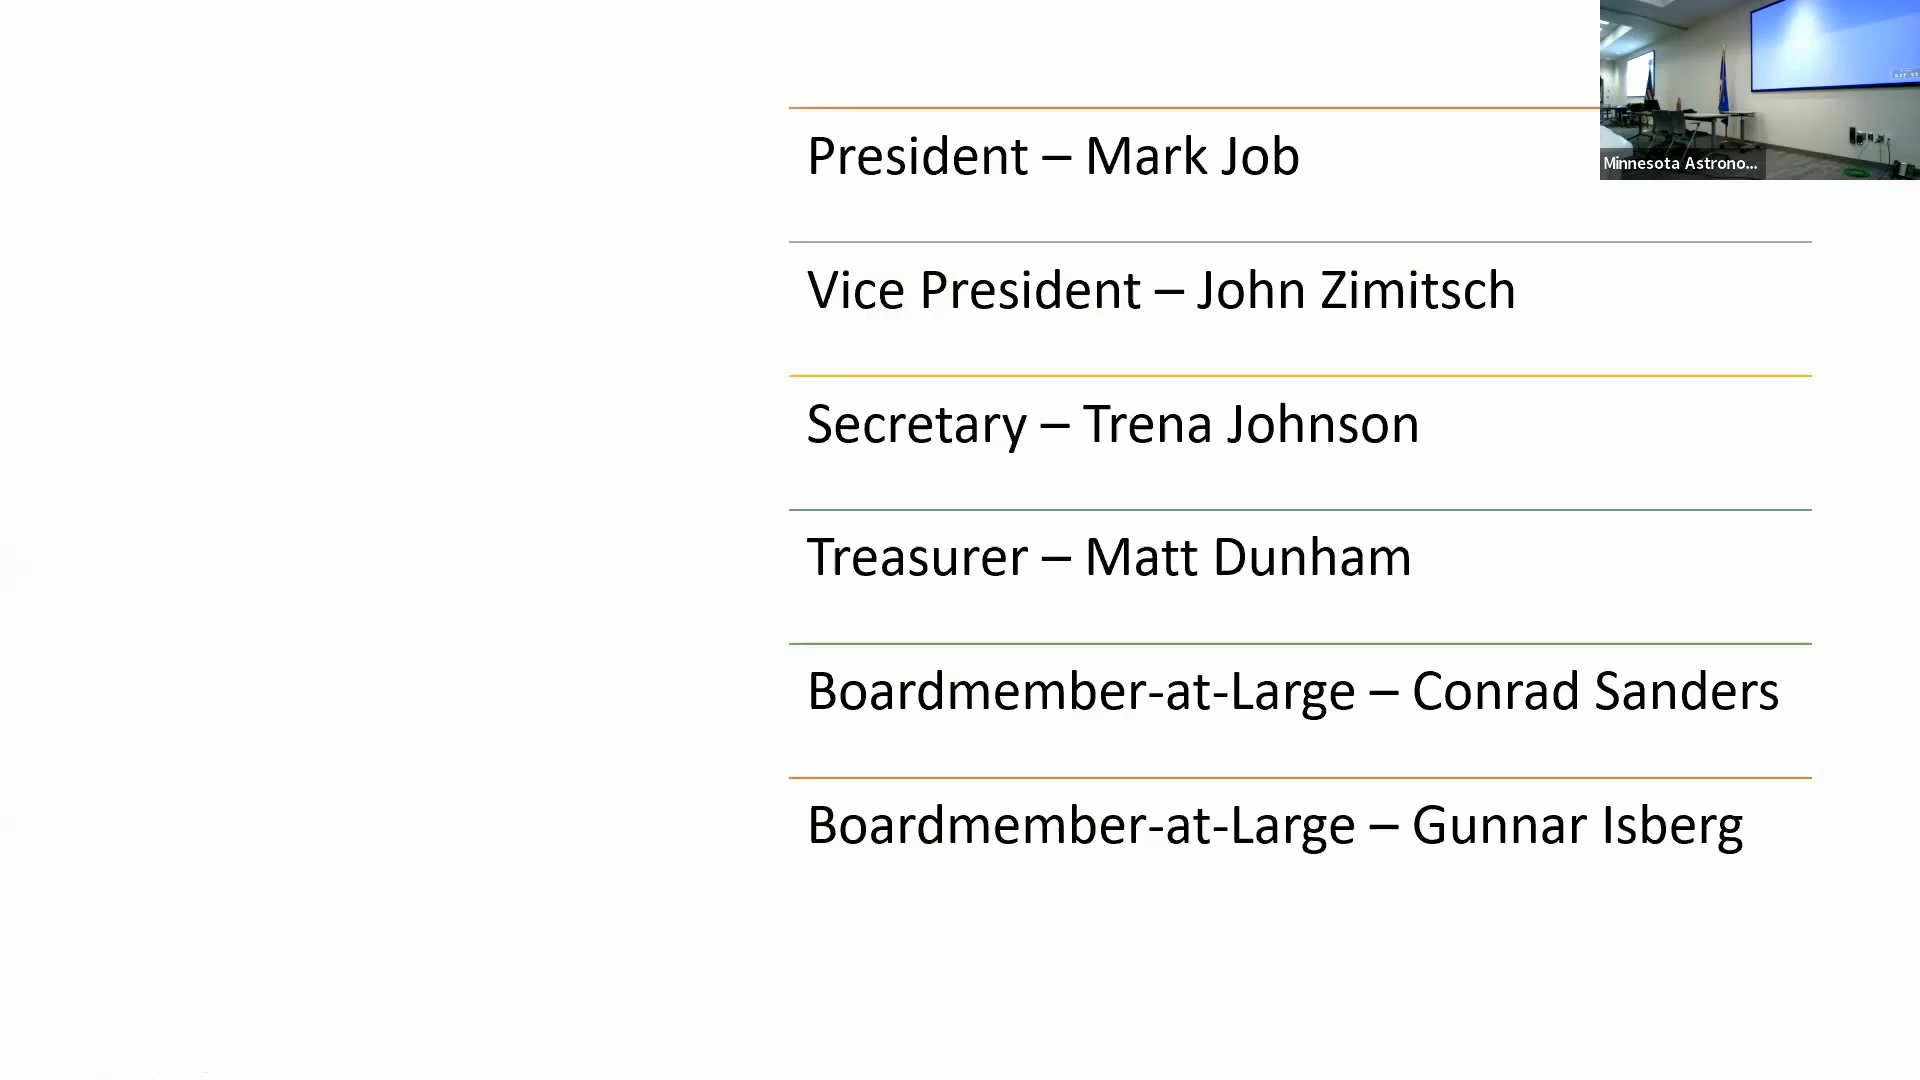 President – Mark Job
Vice President – John Zimitsch
Secretary – Trena Johnson
Treasurer – Matt Dunham
Boardmember-at-Large – Conrad Sanders
Boardmember-at-Large – Gunnar Isberg
Minnesota Astrono...